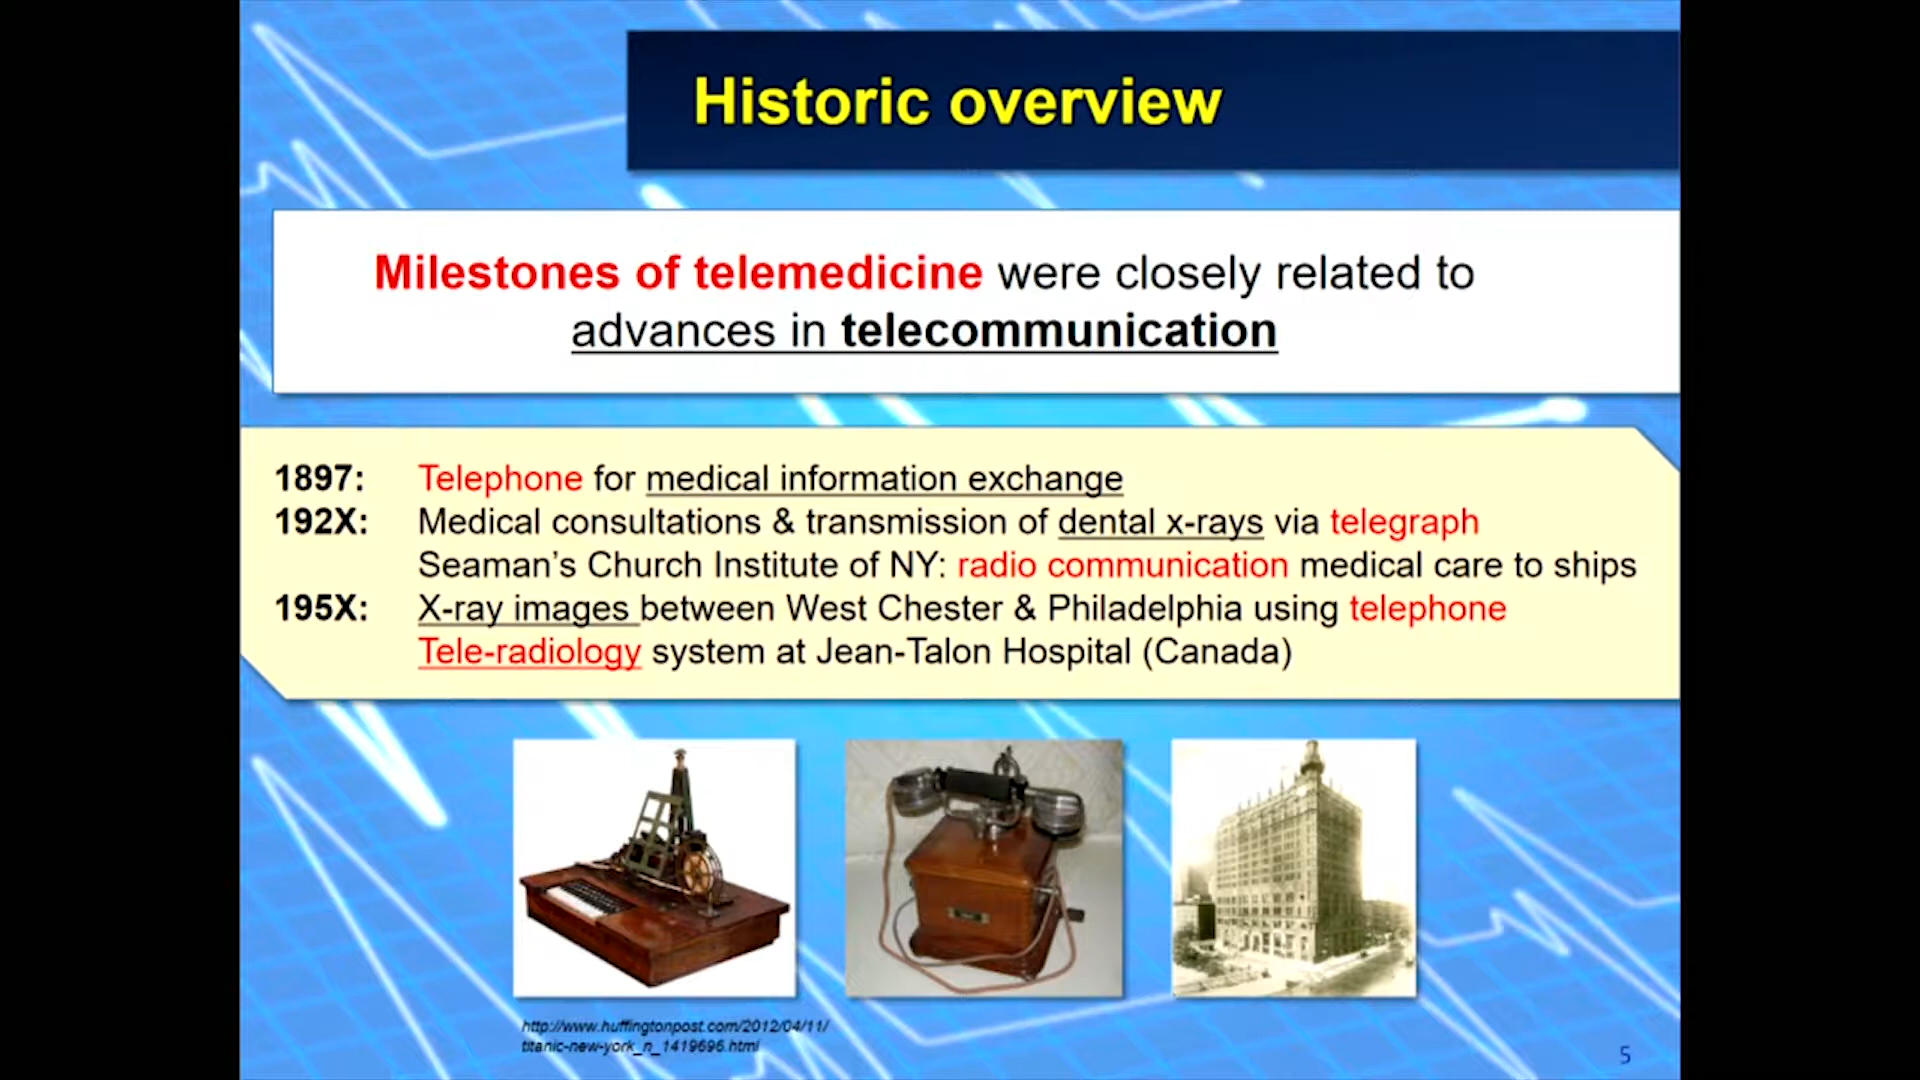 Historic overview
Milestones of telemedicine were closely related to
advances in telecommunication
1897: Telephone for medical information exchange
192X: Medical consultations & transmission of dental x-rays via telegraph
Seaman's Church Institute of NY: radio communication medical care to ships
195X: X-ray images between West Chester & Philadelphia using telephone
Tele-radiology system at Jean-Talon Hospital (Canada)
http://www.huffingtonpost.com/2012/04/11/
titanic-new-york_n_1419696.html
5